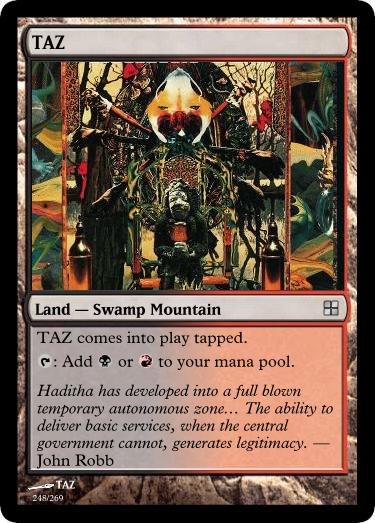 TAZ
Land — Swamp Mountain
TAZ comes into play tapped.
: Add or to your mana pool.
Haditha has developed into a full blown
temporary autonomous zone… The ability to
deliver basic services, when the central
government cannot, generates legitimacy. —
John Robb
TAZ
248/269